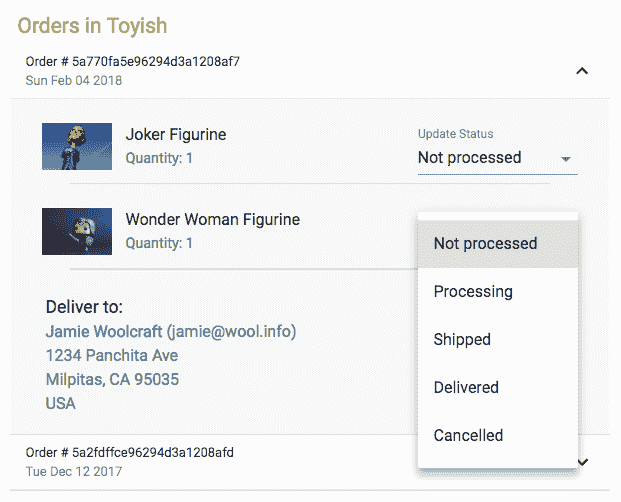 Orders in Toyish
Order # 5a770fa5e96294d3a1208af7
Sun Feb 04 2018
Joker Figurine
Quantity: 1
Update Status
Not processed
Wonder Woman Figurine
Quantity: 1
Not processed
Processing
Shipped
Delivered
Cancelled
Deliver to:
Jamie Woolcraft (jamie@wool.info)
1234 Panchita Ave
Milpitas, CA 95035
USA
Order # 5a2fdffce96294d3a1208afd
Tue Dec 12 2017